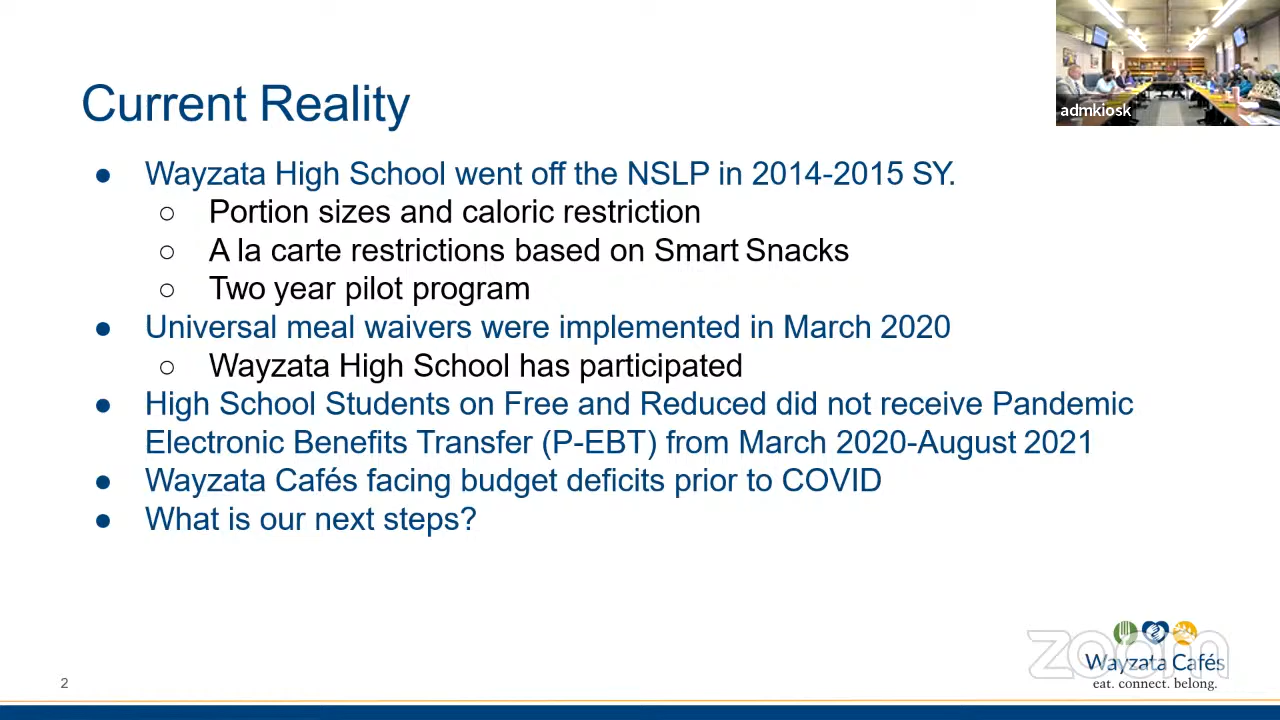 admkiosk
Current Reality
● Wayzata High School went off the NSLP in 2014-2015 SY.
○ Portion sizes and caloric restriction
○ A la carte restrictions based on Smart Snacks
○ Two year pilot program
● Universal meal waivers were implemented in March 2020
○ Wayzata High School has participated
● High School Students on Free and Reduced did not receive Pandemic
Electronic Benefits Transfer (P-EBT) from March 2020-August 2021
● Wayzata Cafés facing budget deficits prior to COVID
● What is our next steps?
zoom
Wayzata Cafés
eat. connect. belong.
2